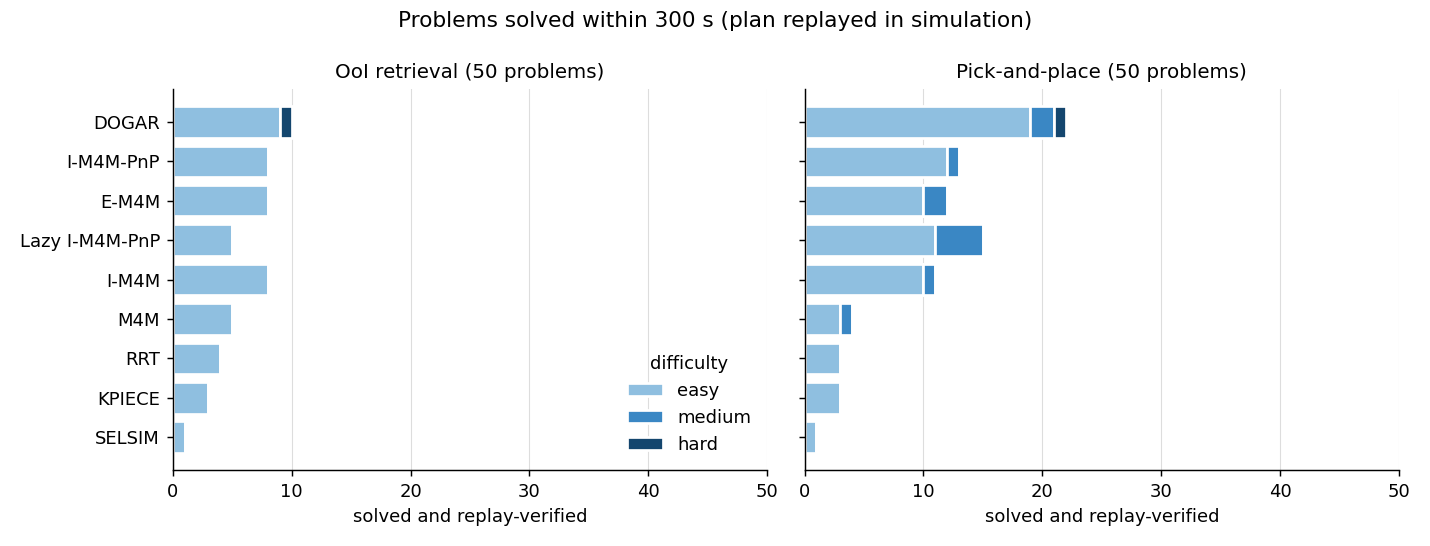 Problems solved within 300 s (plan replayed in simulation)
OoI retrieval (50 problems)
DOGAR
I-M4M-PnP
E-M4M
Lazy I-M4M-PnP
I-M4M
M4M
RRT
KPIECE
SELSIM
difficulty
easy
medium
hard
0 10 20 30 40 50
solved and replay-verified
Pick-and-place (50 problems)
0 10 20 30 40 50
solved and replay-verified